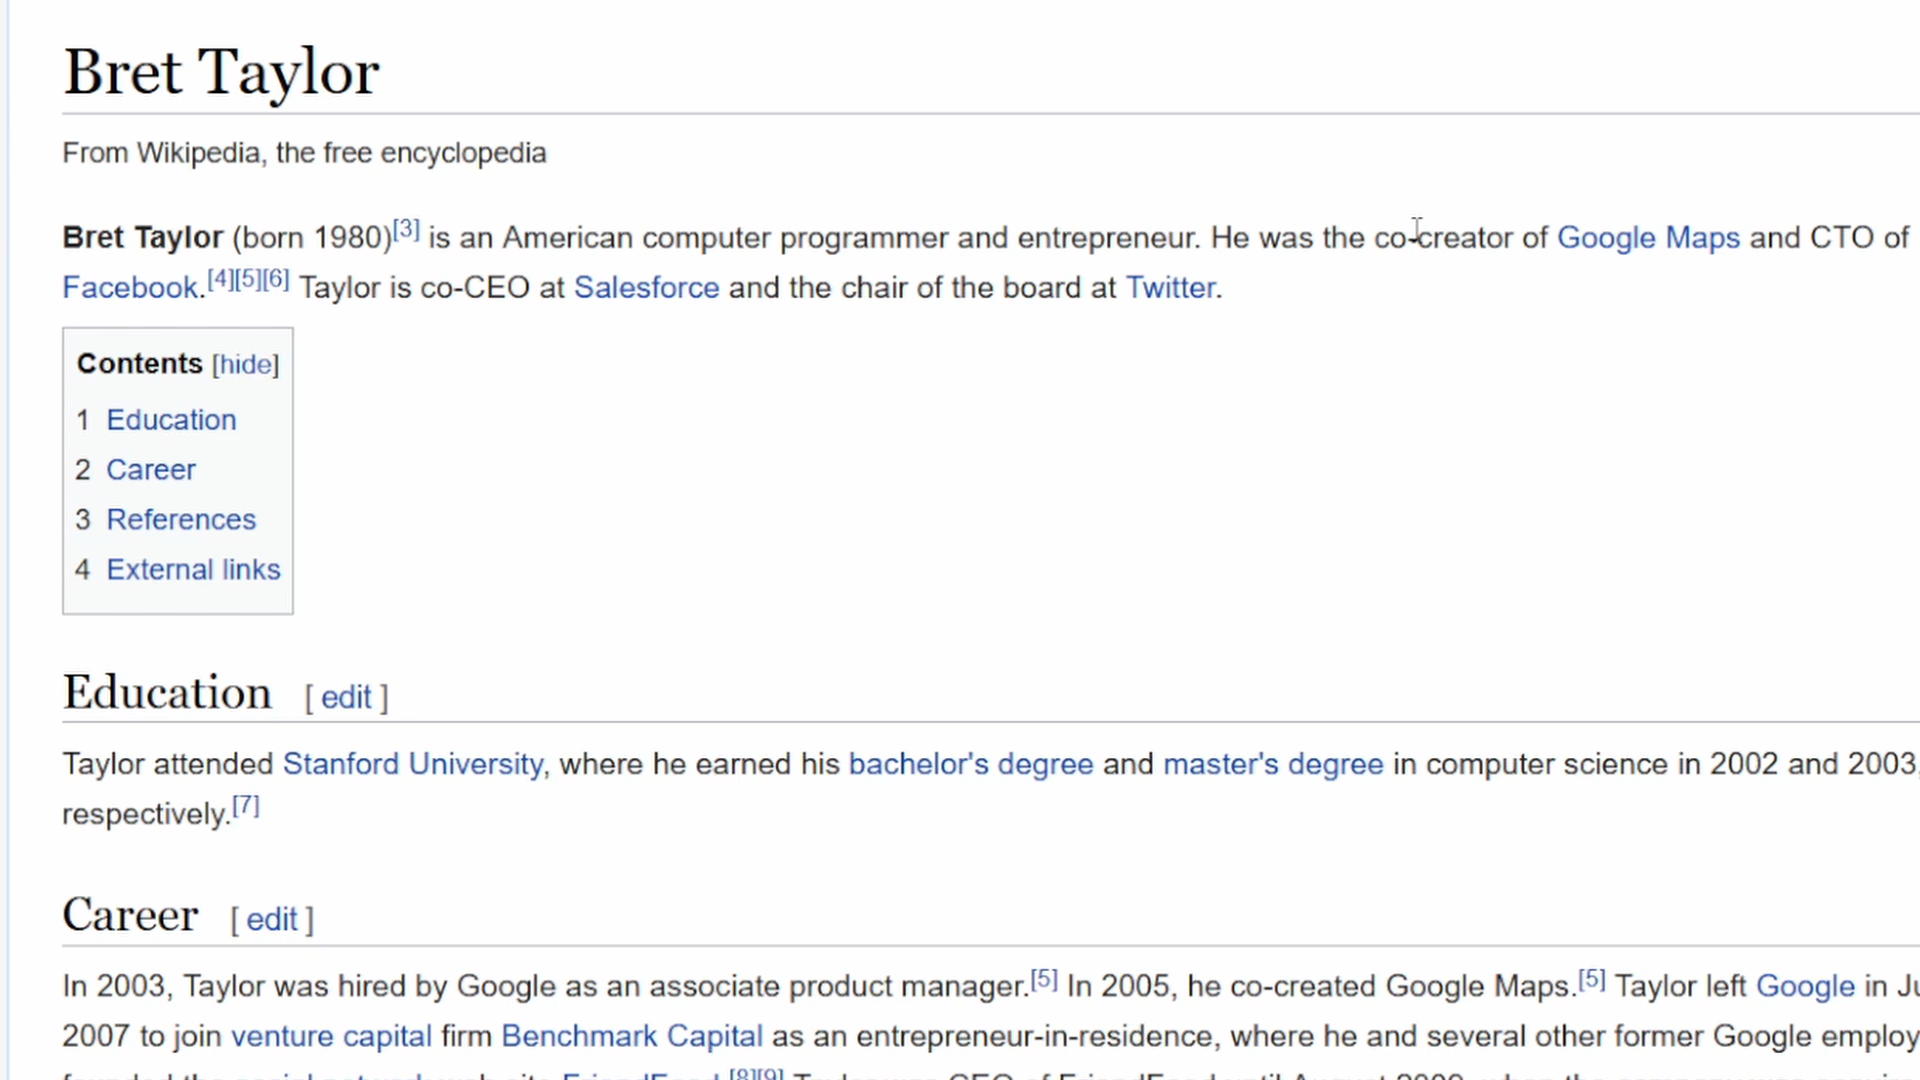 Bret Taylor
From Wikipedia, the free encyclopedia
Bret Taylor (born 1980)[3] is an American computer programmer and entrepreneur. He was the co-creator of Google Maps and CTO of
Facebook.[4][5][6] Taylor is co-CEO at Salesforce and the chair of the board at Twitter.
Contents [hide]
1 Education
2 Career
3 References
4 External links
Education [ edit ]
Taylor attended Stanford University, where he earned his bachelor's degree and master's degree in computer science in 2002 and 2003,
respectively.[7]
Career [ edit ]
In 2003, Taylor was hired by Google as an associate product manager.[5] In 2005, he co-created Google Maps.[5] Taylor left Google in
2007 to join venture capital firm Benchmark Capital as an entrepreneur-in-residence, where he and several other former Google